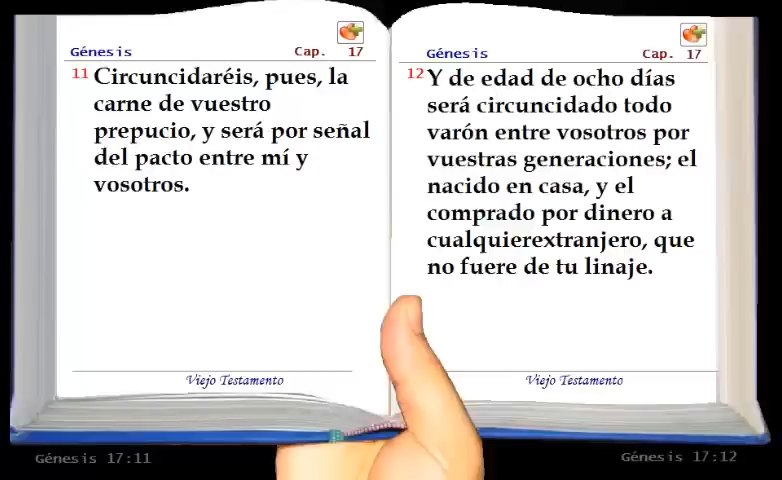 Génesis Cap. 17
11 Circuncidaréis, pues, la
carne de vuestro
prepucio, y será por señal
del pacto entre mí y
vosotros.
Viejo Testamento
Génesis 17:11
Génesis Cap. 17
12 Y de edad de ocho días
será circuncidado todo
varón entre vosotros por
vuestras generaciones; el
nacido en casa, y el
comprado por dinero a
cualquierextranjero, que
no fuere de tu linaje.
Viejo Testamento
Génesis 17:12